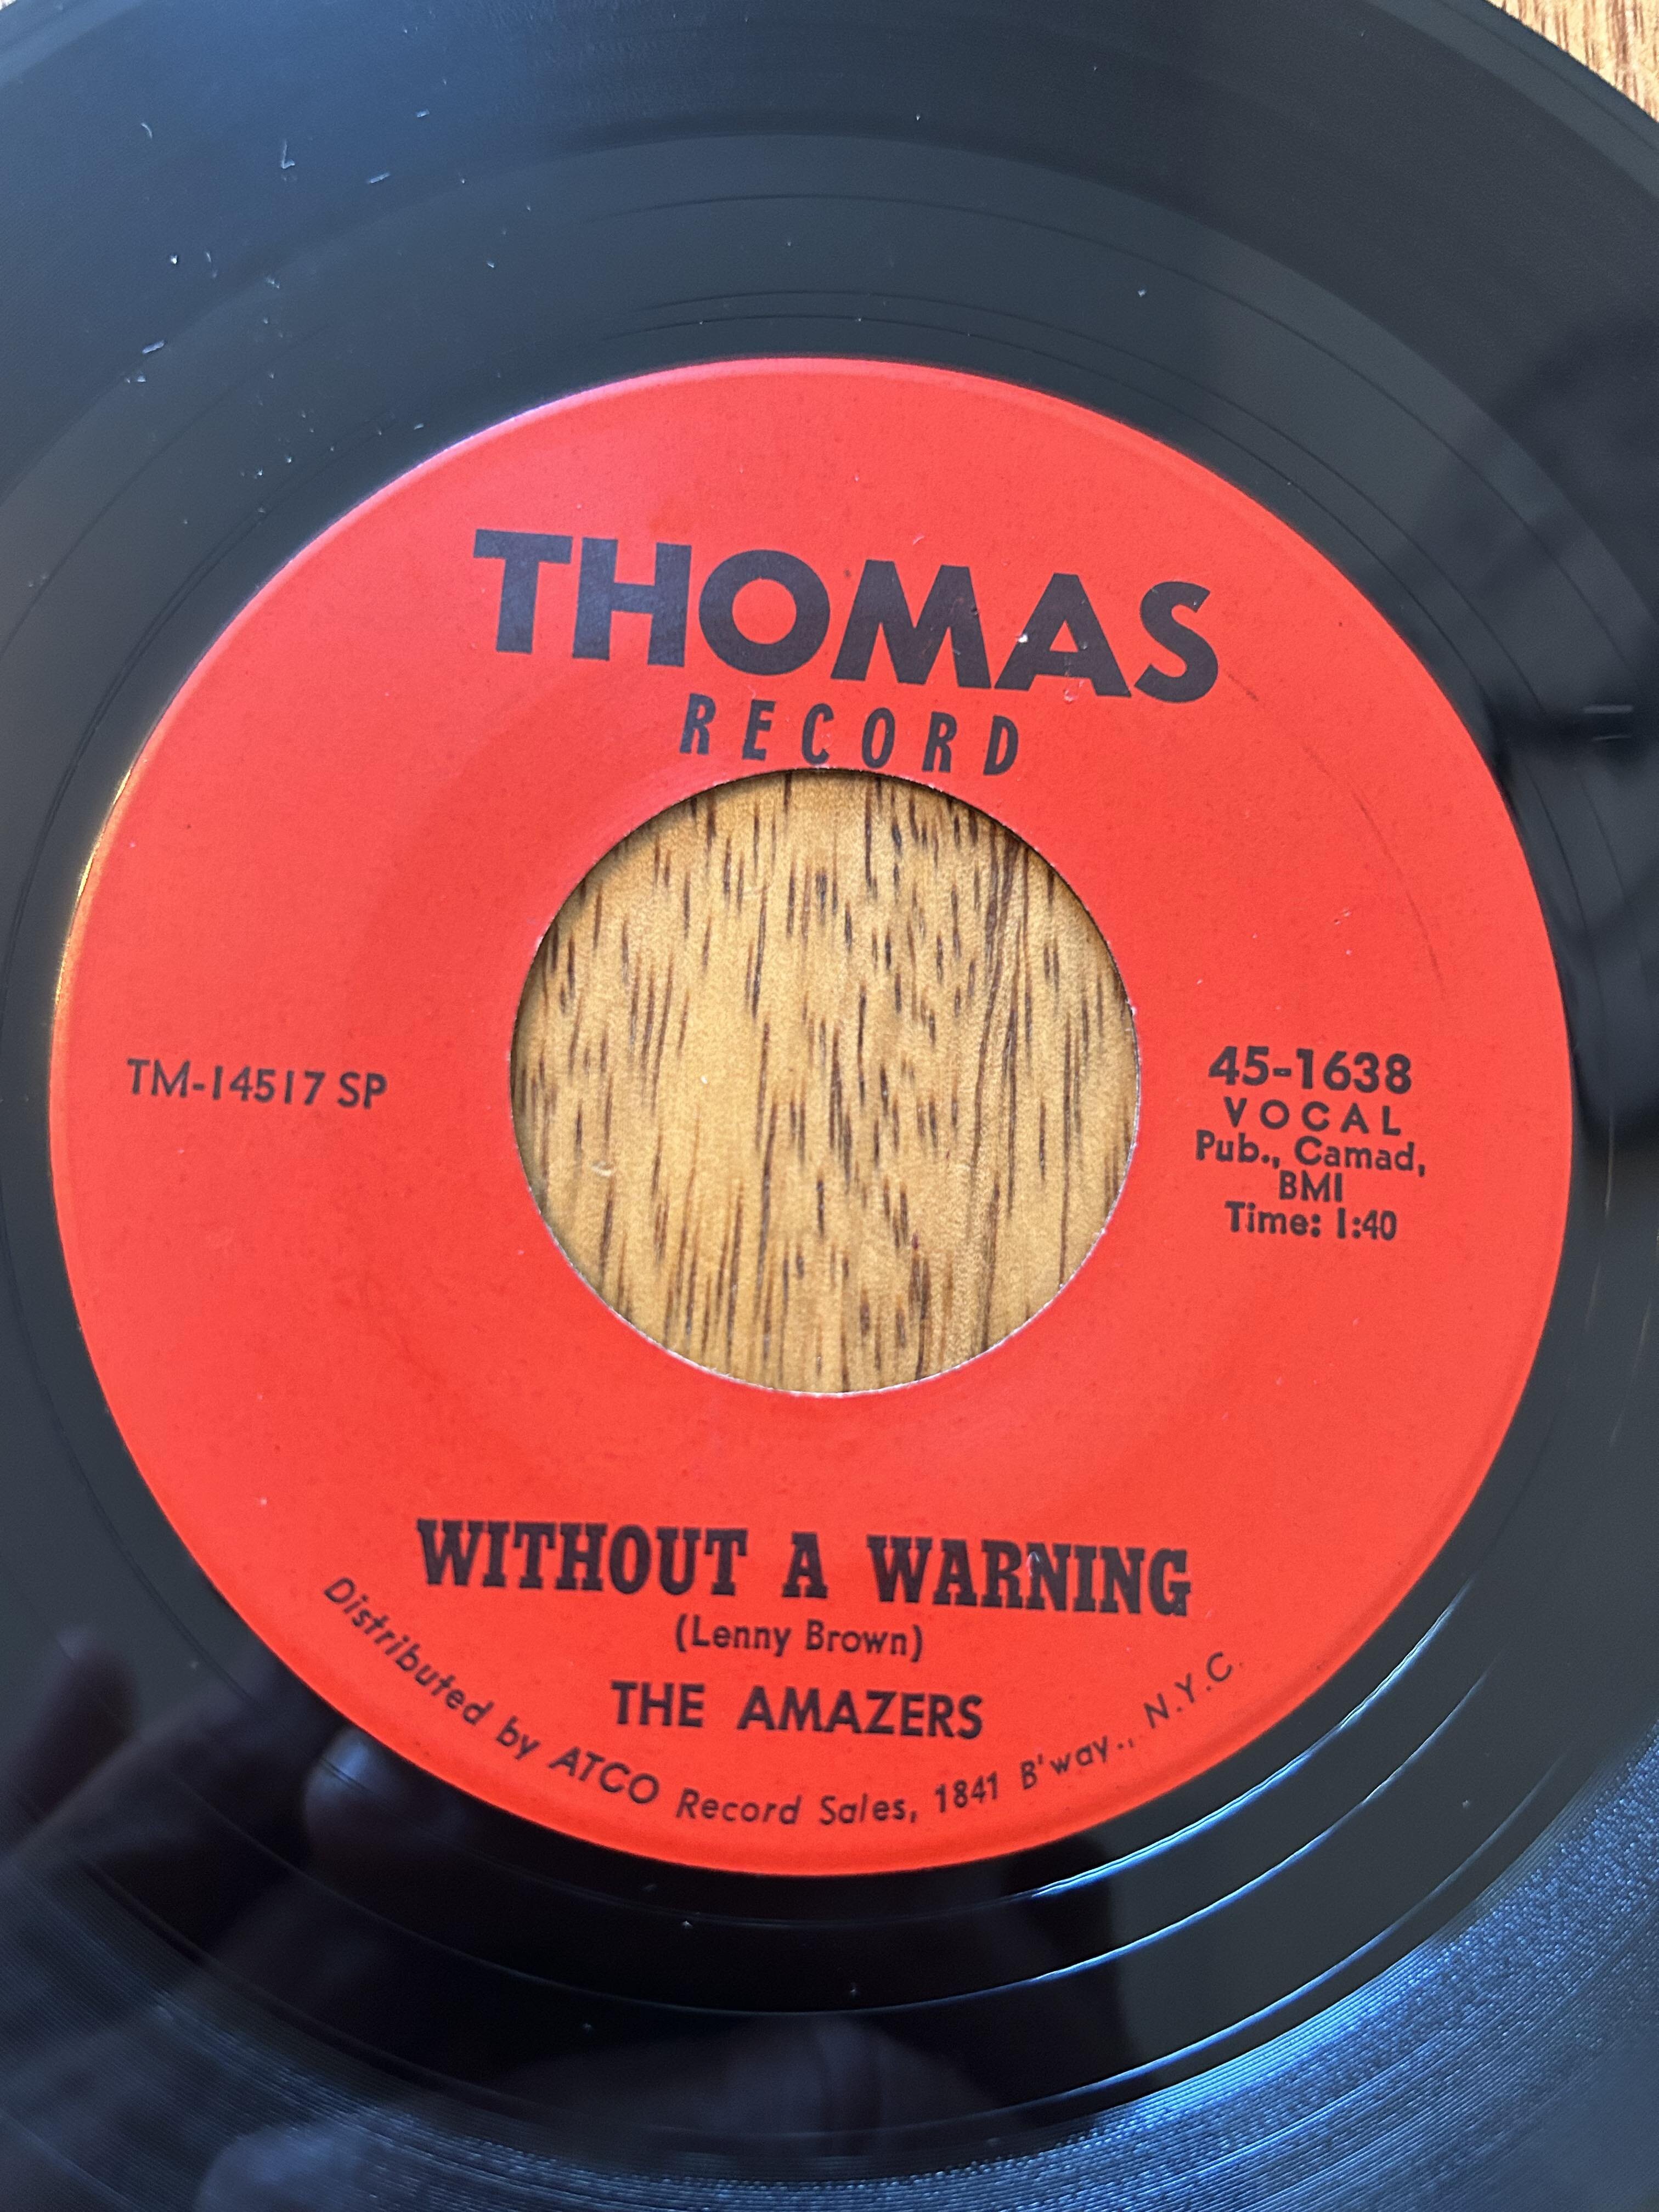 THOMAS
RECORD
TM-14517 SP
45-1638
VOCAL
Pub., Camad,
BMI
Time: 1:40
WITHOUT A WARNING
(Lenny Brown)
THE AMAZERS
Distributed by ATCO Record Sales, 1841 B'way., N.Y.C.